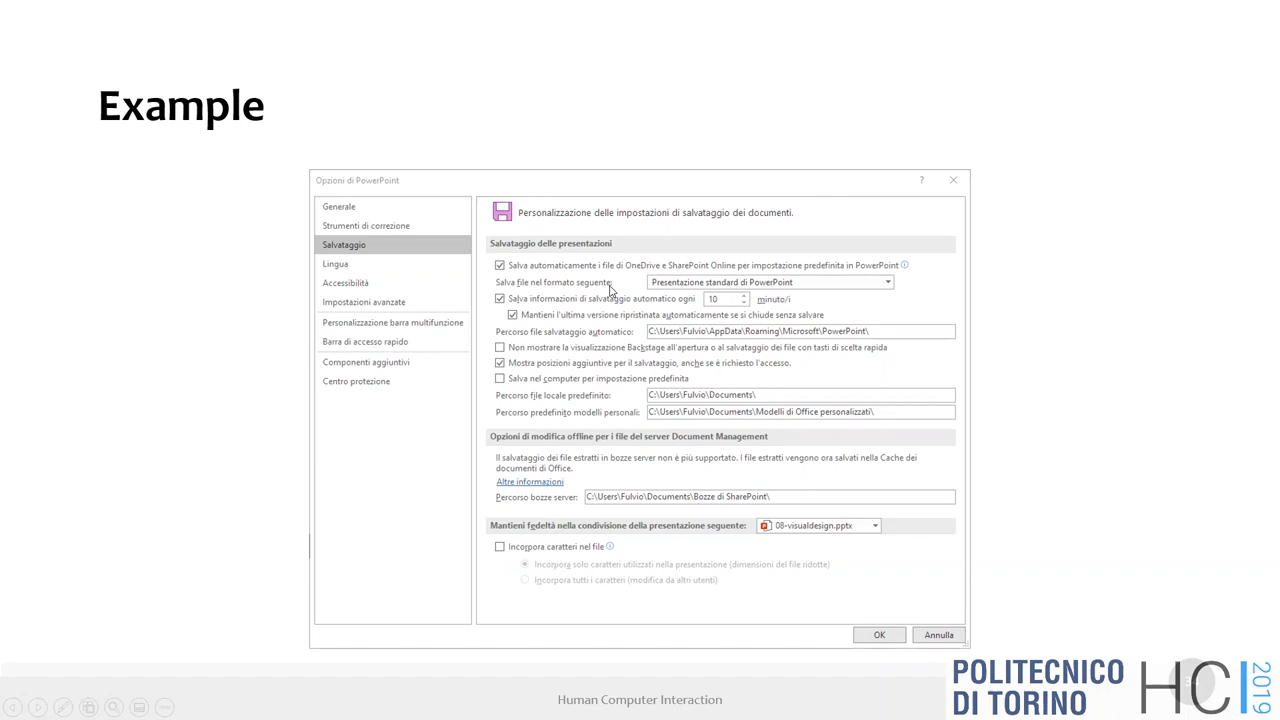 Example
Opzioni di PowerPoint
Generale
Strumenti di correzione
Salvataggio
Lingua
Accessibilità
Impostazioni avanzate
Personalizzazione barra multifunzione
Barra di accesso rapido
Componenti aggiuntivi
Centro protezione
Personalizzazione delle impostazioni di salvataggio dei documenti.
Salvataggio delle presentazioni
Salva automaticamente i file di OneDrive e SharePoint Online per impostazione predefinita in PowerPoint
Salva file nel formato seguente: Presentazione standard di PowerPoint
Salva informazioni di salvataggio automatico ogni 10 minuto/i
Mantieni l'ultima versione ripristinata automaticamente se si chiude senza salvare
Percorso file salvataggio automatico: C:\Users\Fulvio\AppData\Roaming\Microsoft\PowerPoint\
Non mostrare la visualizzazione Backstage all'apertura o al salvataggio dei file con tasti di scelta rapida
Mostra posizioni aggiuntive per il salvataggio, anche se è richiesto l'accesso.
Salva nel computer per impostazione predefinita
Percorso file locale predefinito: C:\Users\Fulvio\Documents\
Percorso predefinito modelli personali: C:\Users\Fulvio\Documents\Modelli di Office personalizzati\
Opzioni di modifica offline per i file del server Document Management
Il salvataggio dei file estratti in bozze server non è più supportato. I file estratti vengono ora salvati nella Cache dei
documenti di Office.
Altre informazioni
Percorso bozze server: C:\Users\Fulvio\Documents\Bozze di SharePoint\
Mantieni fedeltà nella condivisione della presentazione seguente: 08-visualdesign.pptx
Incorpora caratteri nel file
Incorpora solo caratteri utilizzati nella presentazione (dimensioni del file ridotte)
Incorpora tutti i caratteri (modifica da altri utenti)
OK Annulla
Human Computer Interaction
POLITECNICO
DI TORINO
HCI
2019